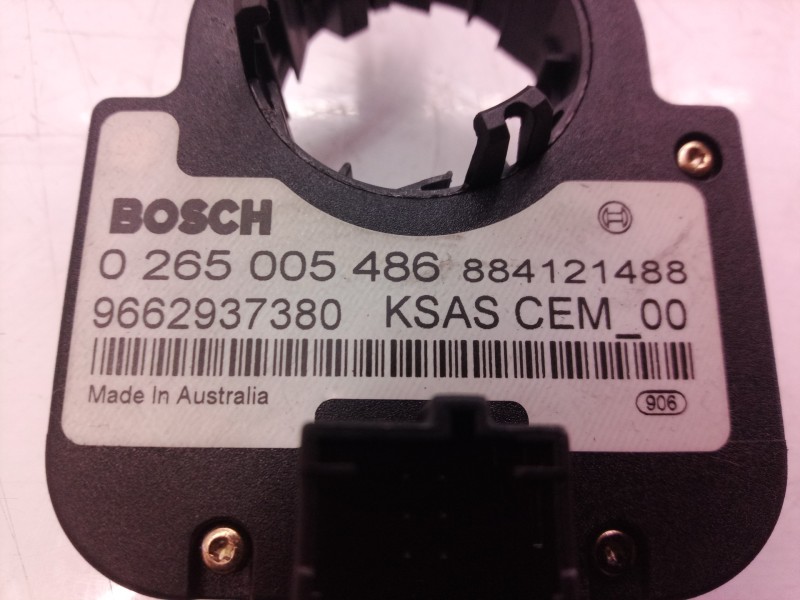 BOSCH
0 265 005 486 884121488
9662937380 KSAS CEM_00
Made In Australia
906